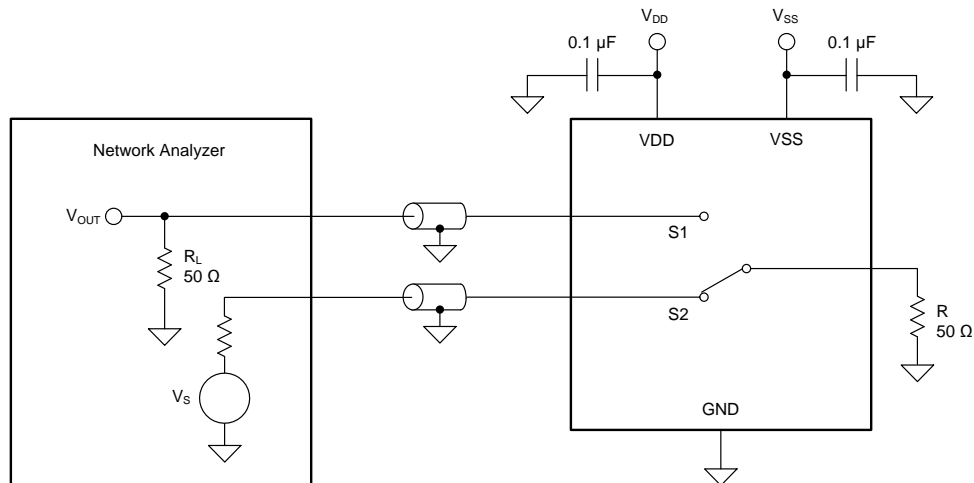 V_DD
V_SS
0.1 µF
0.1 µF
VDD
VSS
Network Analyzer
V_OUT
S1
R_L
50 Ω
S2
R
50 Ω
V_S
GND